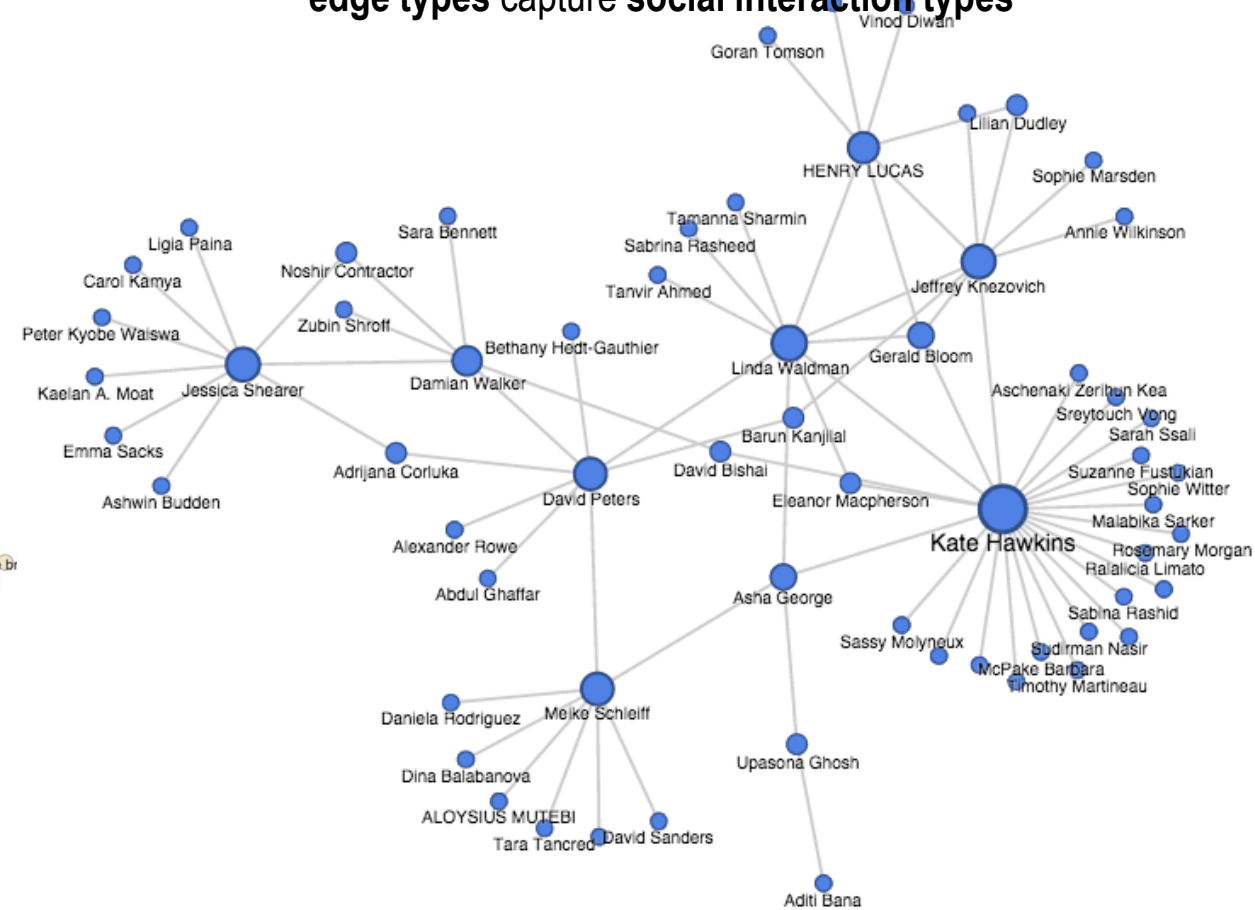 edge types capture social interaction types
Vinod Diwan
Goran Tomson
Lilian Dudley
HENRY LUCAS
Sophie Marsden
Tamanna Sharmin
Sara Bennett
Annie Wilkinson
Ligia Paina
Sabrina Rasheed
Noshir Contractor
Carol Kamya
Jeffrey Knezovich
Tanvir Ahmed
Zubin Shroff
Peter Kyobe Waiswa
Bethany Hedt-Gauthier
Gerald Bloom
Linda Waldman
Damian Walker
Jessica Shearer
Aschenaki Zerihun Kea
Kaelan A. Moat
Sreytouch Vong
Sarah Ssali
Barun Kanjilal
Emma Sacks
Adrijana Corluka
David Bishai
Suzanne Fustukian
Sophie Witter
David Peters
Eleanor Macpherson
Ashwin Budden
Malabika Sarker
Kate Hawkins
Alexander Rowe
Rosemary Morgan
Ralalicia Limato
Abdul Ghaffar
Asha George
Sabina Rashid
Sassy Molyneux
Sudirman Nasir
McPake Barbara
Timothy Martineau
Meike Schleiff
Daniela Rodriguez
Upasona Ghosh
Dina Balabanova
ALOYSIUS MUTEBI
David Sanders
Tara Tancred
Aditi Bana